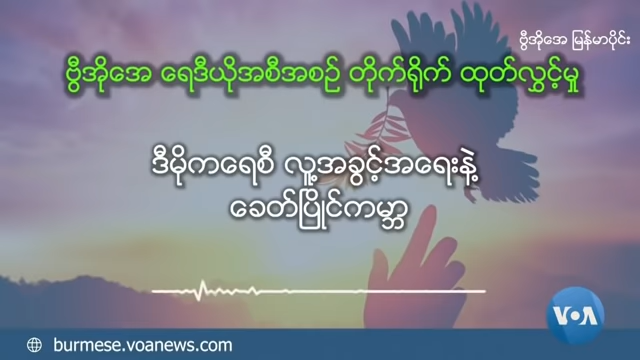 ဗွီအိုအေ မြန်မာပိုင်း
ဗွီအိုအေ ရေဒီယိုအစီအစဉ် တိုက်ရိုက် ထုတ်လွှင့်မှု
ဒီမိုကရေစီ လူ့အခွင့်အရေးနဲ့
ခေတ်ပြိုင်ကမ္ဘာ
VOA
burmese.voanews.com